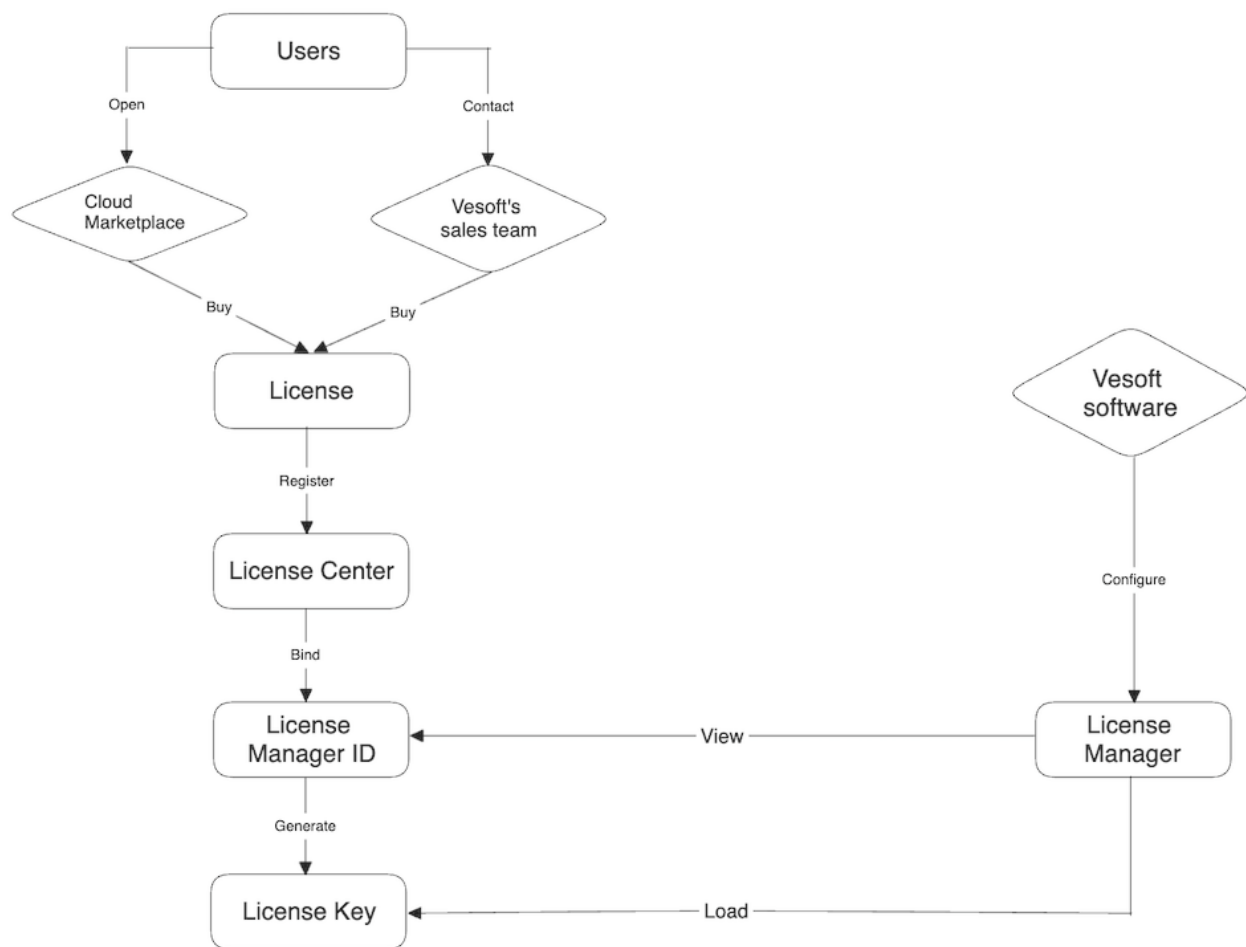 Users
Open
Contact
Cloud
Marketplace
Vesoft's
sales team
Buy
Buy
License
Vesoft
software
Register
License Center
Configure
Bind
License
Manager ID
View
License
Manager
Generate
License Key
Load